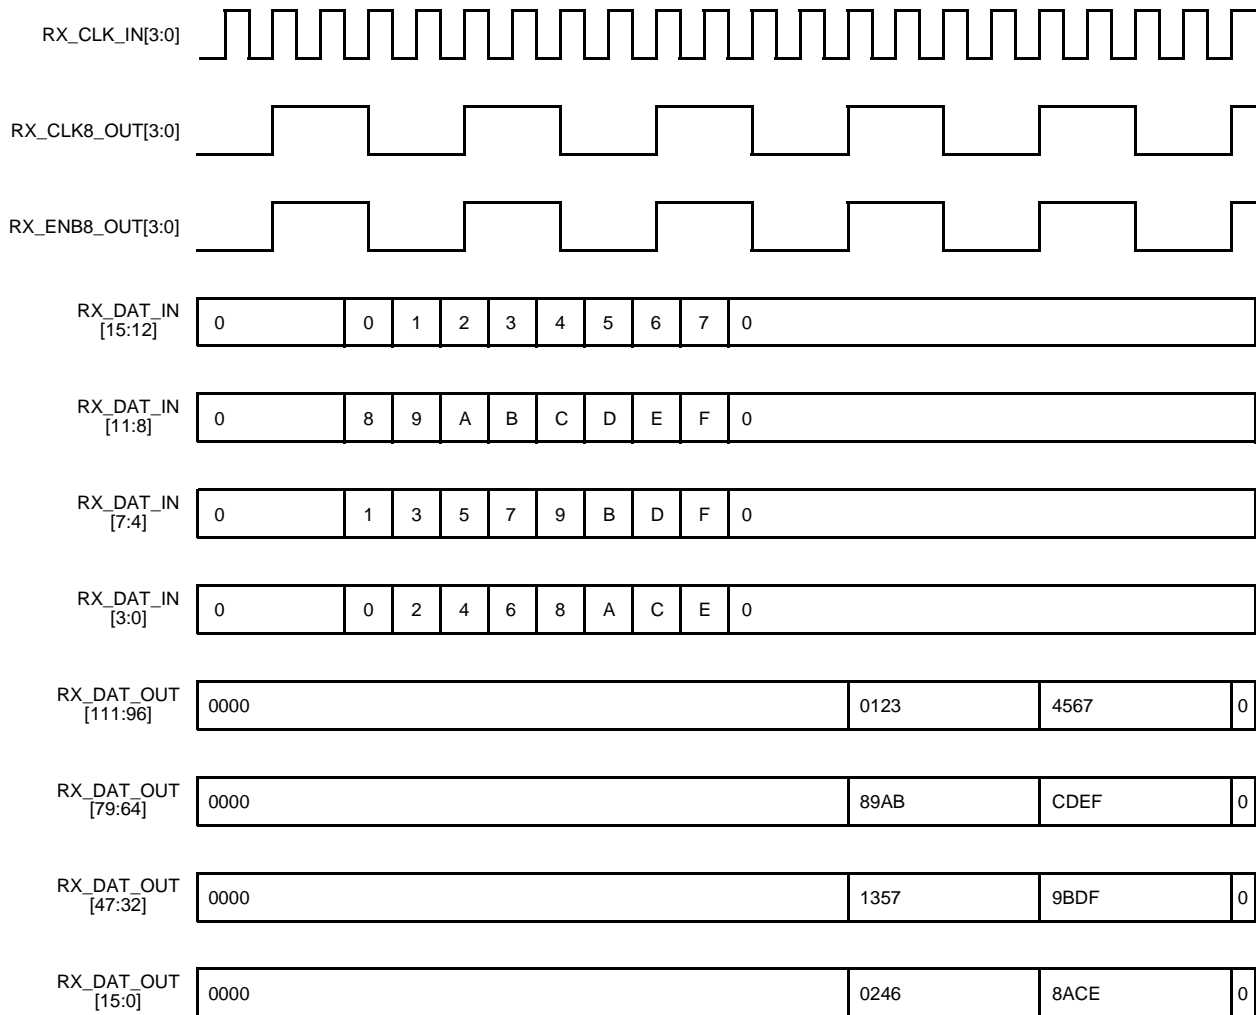 RX_CLK_IN[3:0]
RX_CLK8_OUT[3:0]
RX_ENB8_OUT[3:0]
RX_DAT_IN
[15:12]
0 0 1 2 3 4 5 6 7 0
RX_DAT_IN
[11:8]
0 8 9 A B C D E F 0
RX_DAT_IN
[7:4]
0 1 3 5 7 9 B D F 0
RX_DAT_IN
[3:0]
0 0 2 4 6 8 A C E 0
RX_DAT_OUT
[111:96]
0000 0123 4567 0
RX_DAT_OUT
[79:64]
0000 89AB CDEF 0
RX_DAT_OUT
[47:32]
0000 1357 9BDF 0
RX_DAT_OUT
[15:0]
0000 0246 8ACE 0